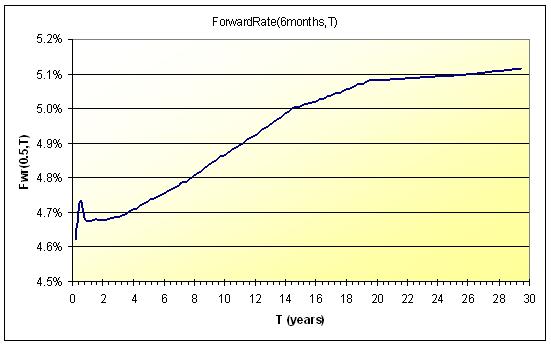 ForwardRate(6months,T)
5.2%
5.1%
5.0%
4.9%
4.8%
4.7%
4.6%
4.5%
Fwr(0.5,T)
0 2 4 6 8 10 12 14 16 18 20 22 24 26 28 30
T (years)